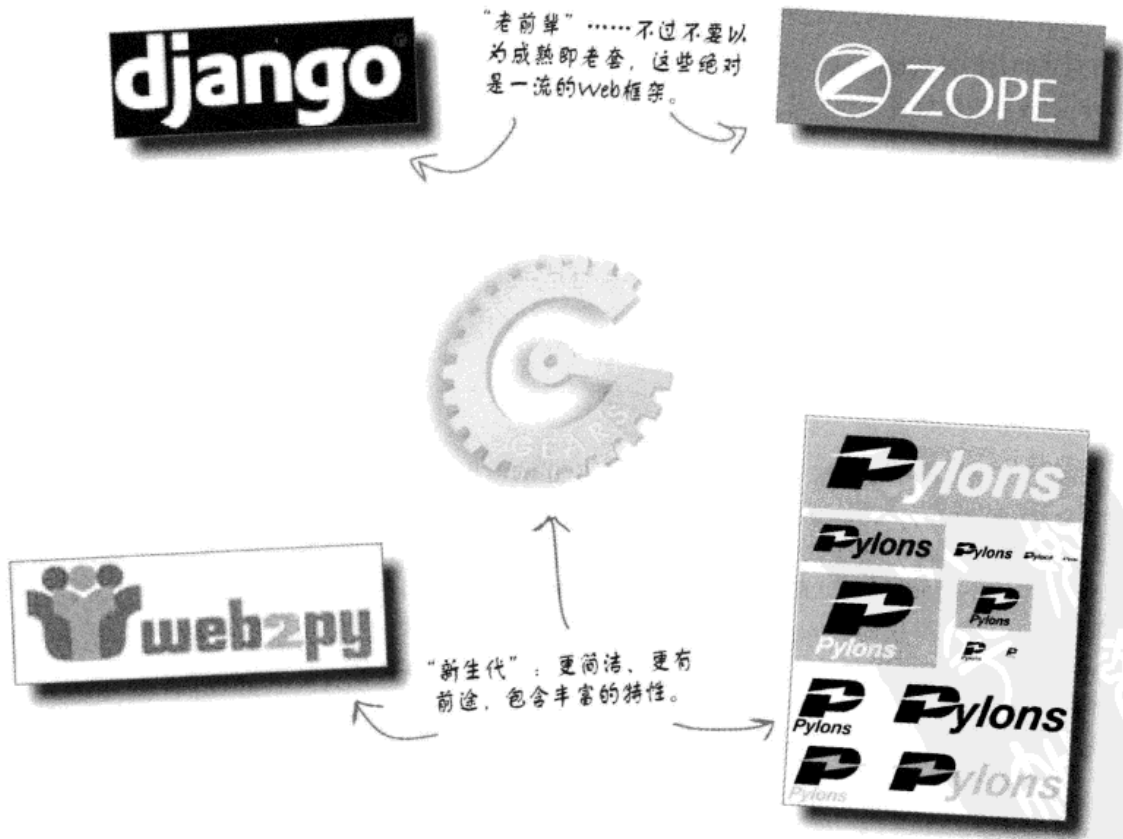 django
"老前辈"……不过不要以
为成熟即老套，这些绝对
是一流的Web框架。
Z ZOPE
GEARS
Pylons
Pylons
Pylons
Pylons
Pylons
Pylons
Pylons
web2py
"新生代"：更简洁、更有
前途，包含丰富的特性。
Pylons
Pylons
Pylons
Pylons